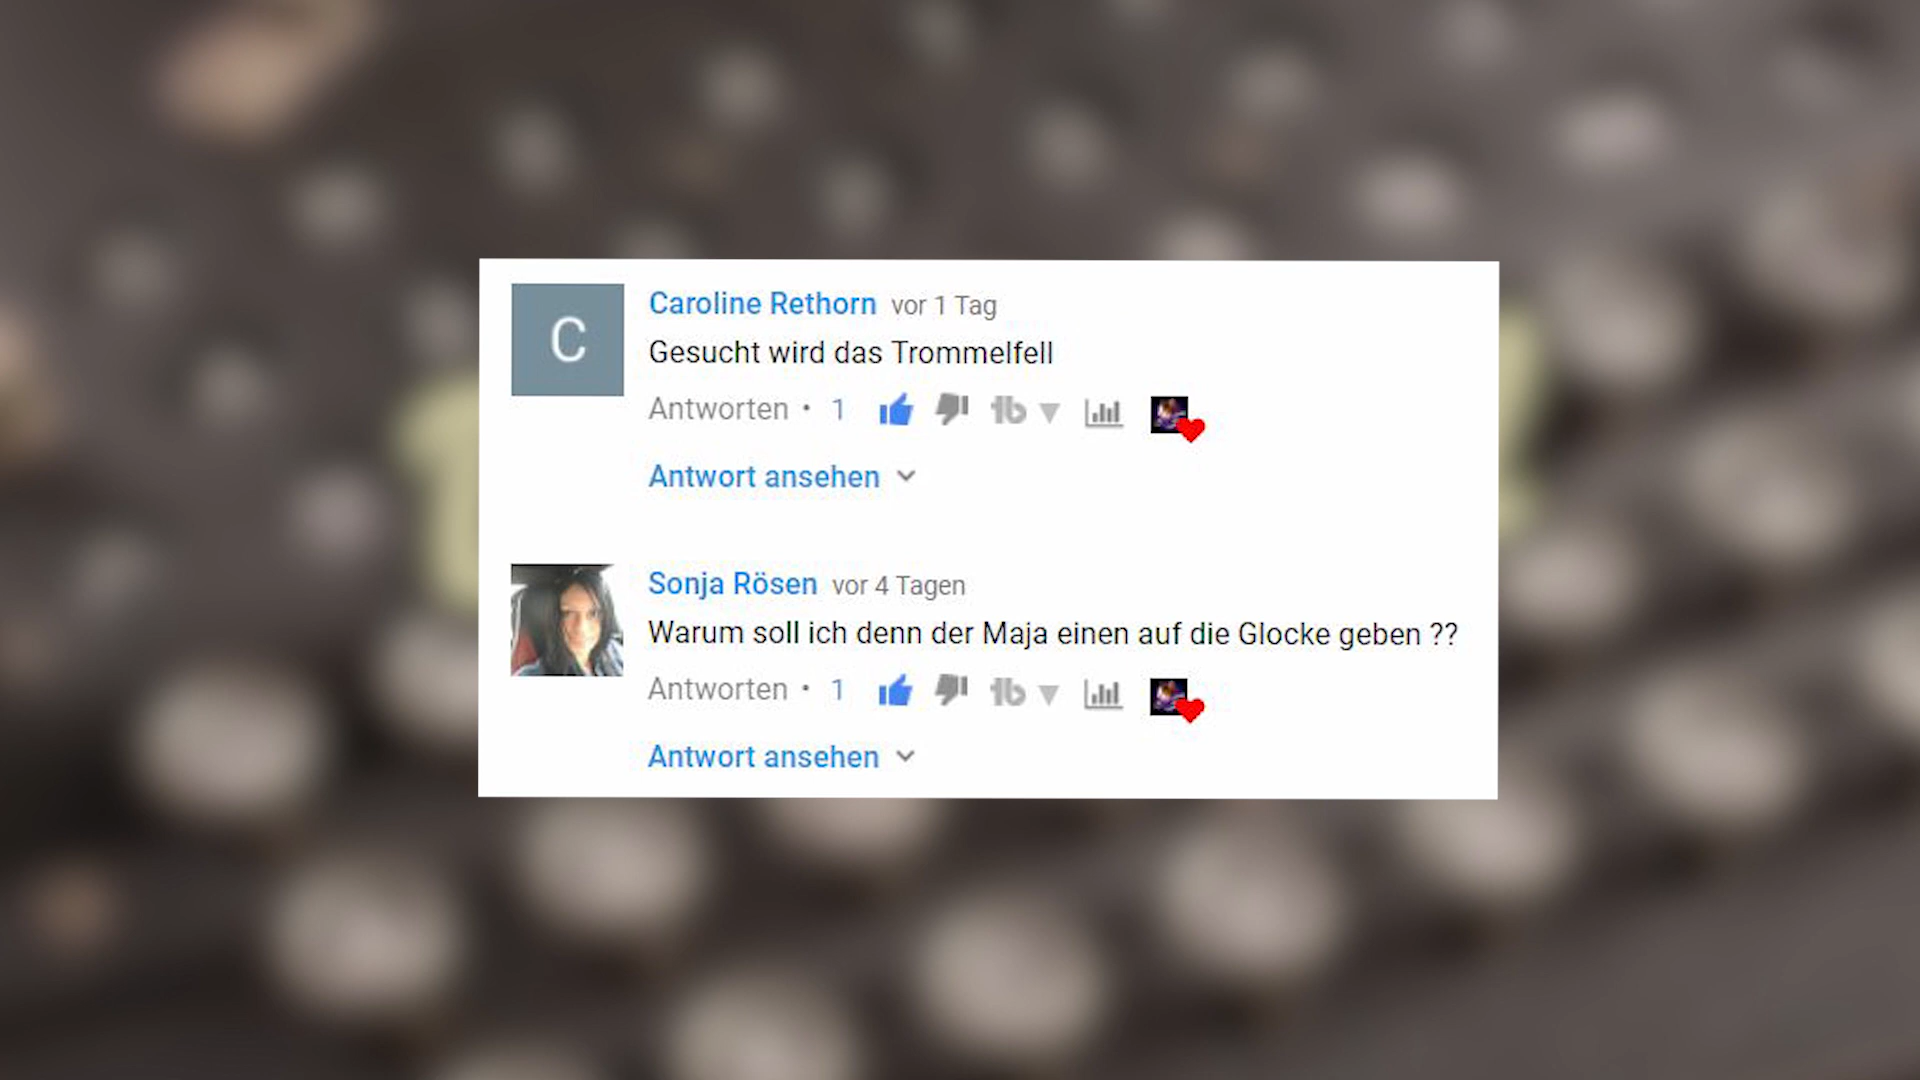 C
Caroline Rethorn vor 1 Tag
Gesucht wird das Trommelfell
Antworten • 1
Antwort ansehen
Sonja Rösen vor 4 Tagen
Warum soll ich denn der Maja einen auf die Glocke geben ??
Antworten • 1
Antwort ansehen